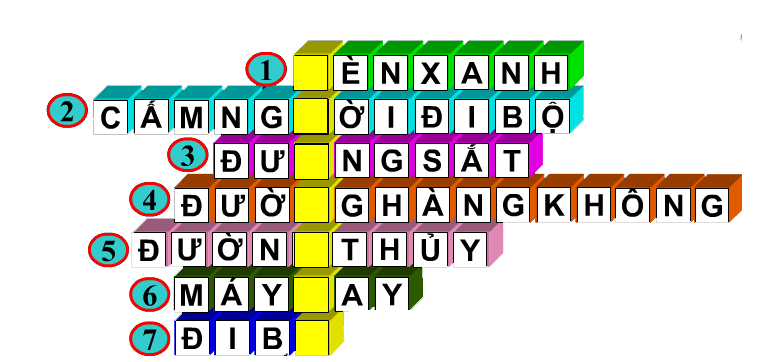 1 ÈNXANH
2 CẤMNG ỜIĐIBỘ
3 ĐƯ NGSẮT
4 ĐƯỜ GHÀNGKHÔNG
5 ĐƯỜN THỦY
6 MÁY AY
7 ĐIB